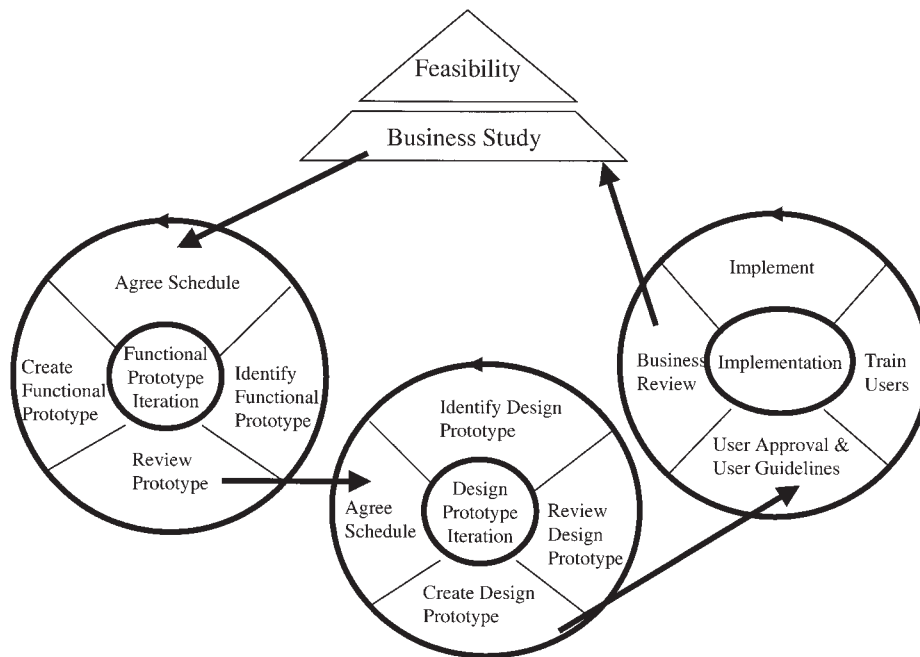 Feasibility
Business Study
Agree Schedule
Create
Functional
Prototype
Functional
Prototype
Iteration
Identify
Functional
Prototype
Review
Prototype
Identify Design
Prototype
Agree
Schedule
Design
Prototype
Iteration
Review
Design
Prototype
Create Design
Prototype
Implement
Business
Review
Implementation
Train
Users
User Approval &
User Guidelines